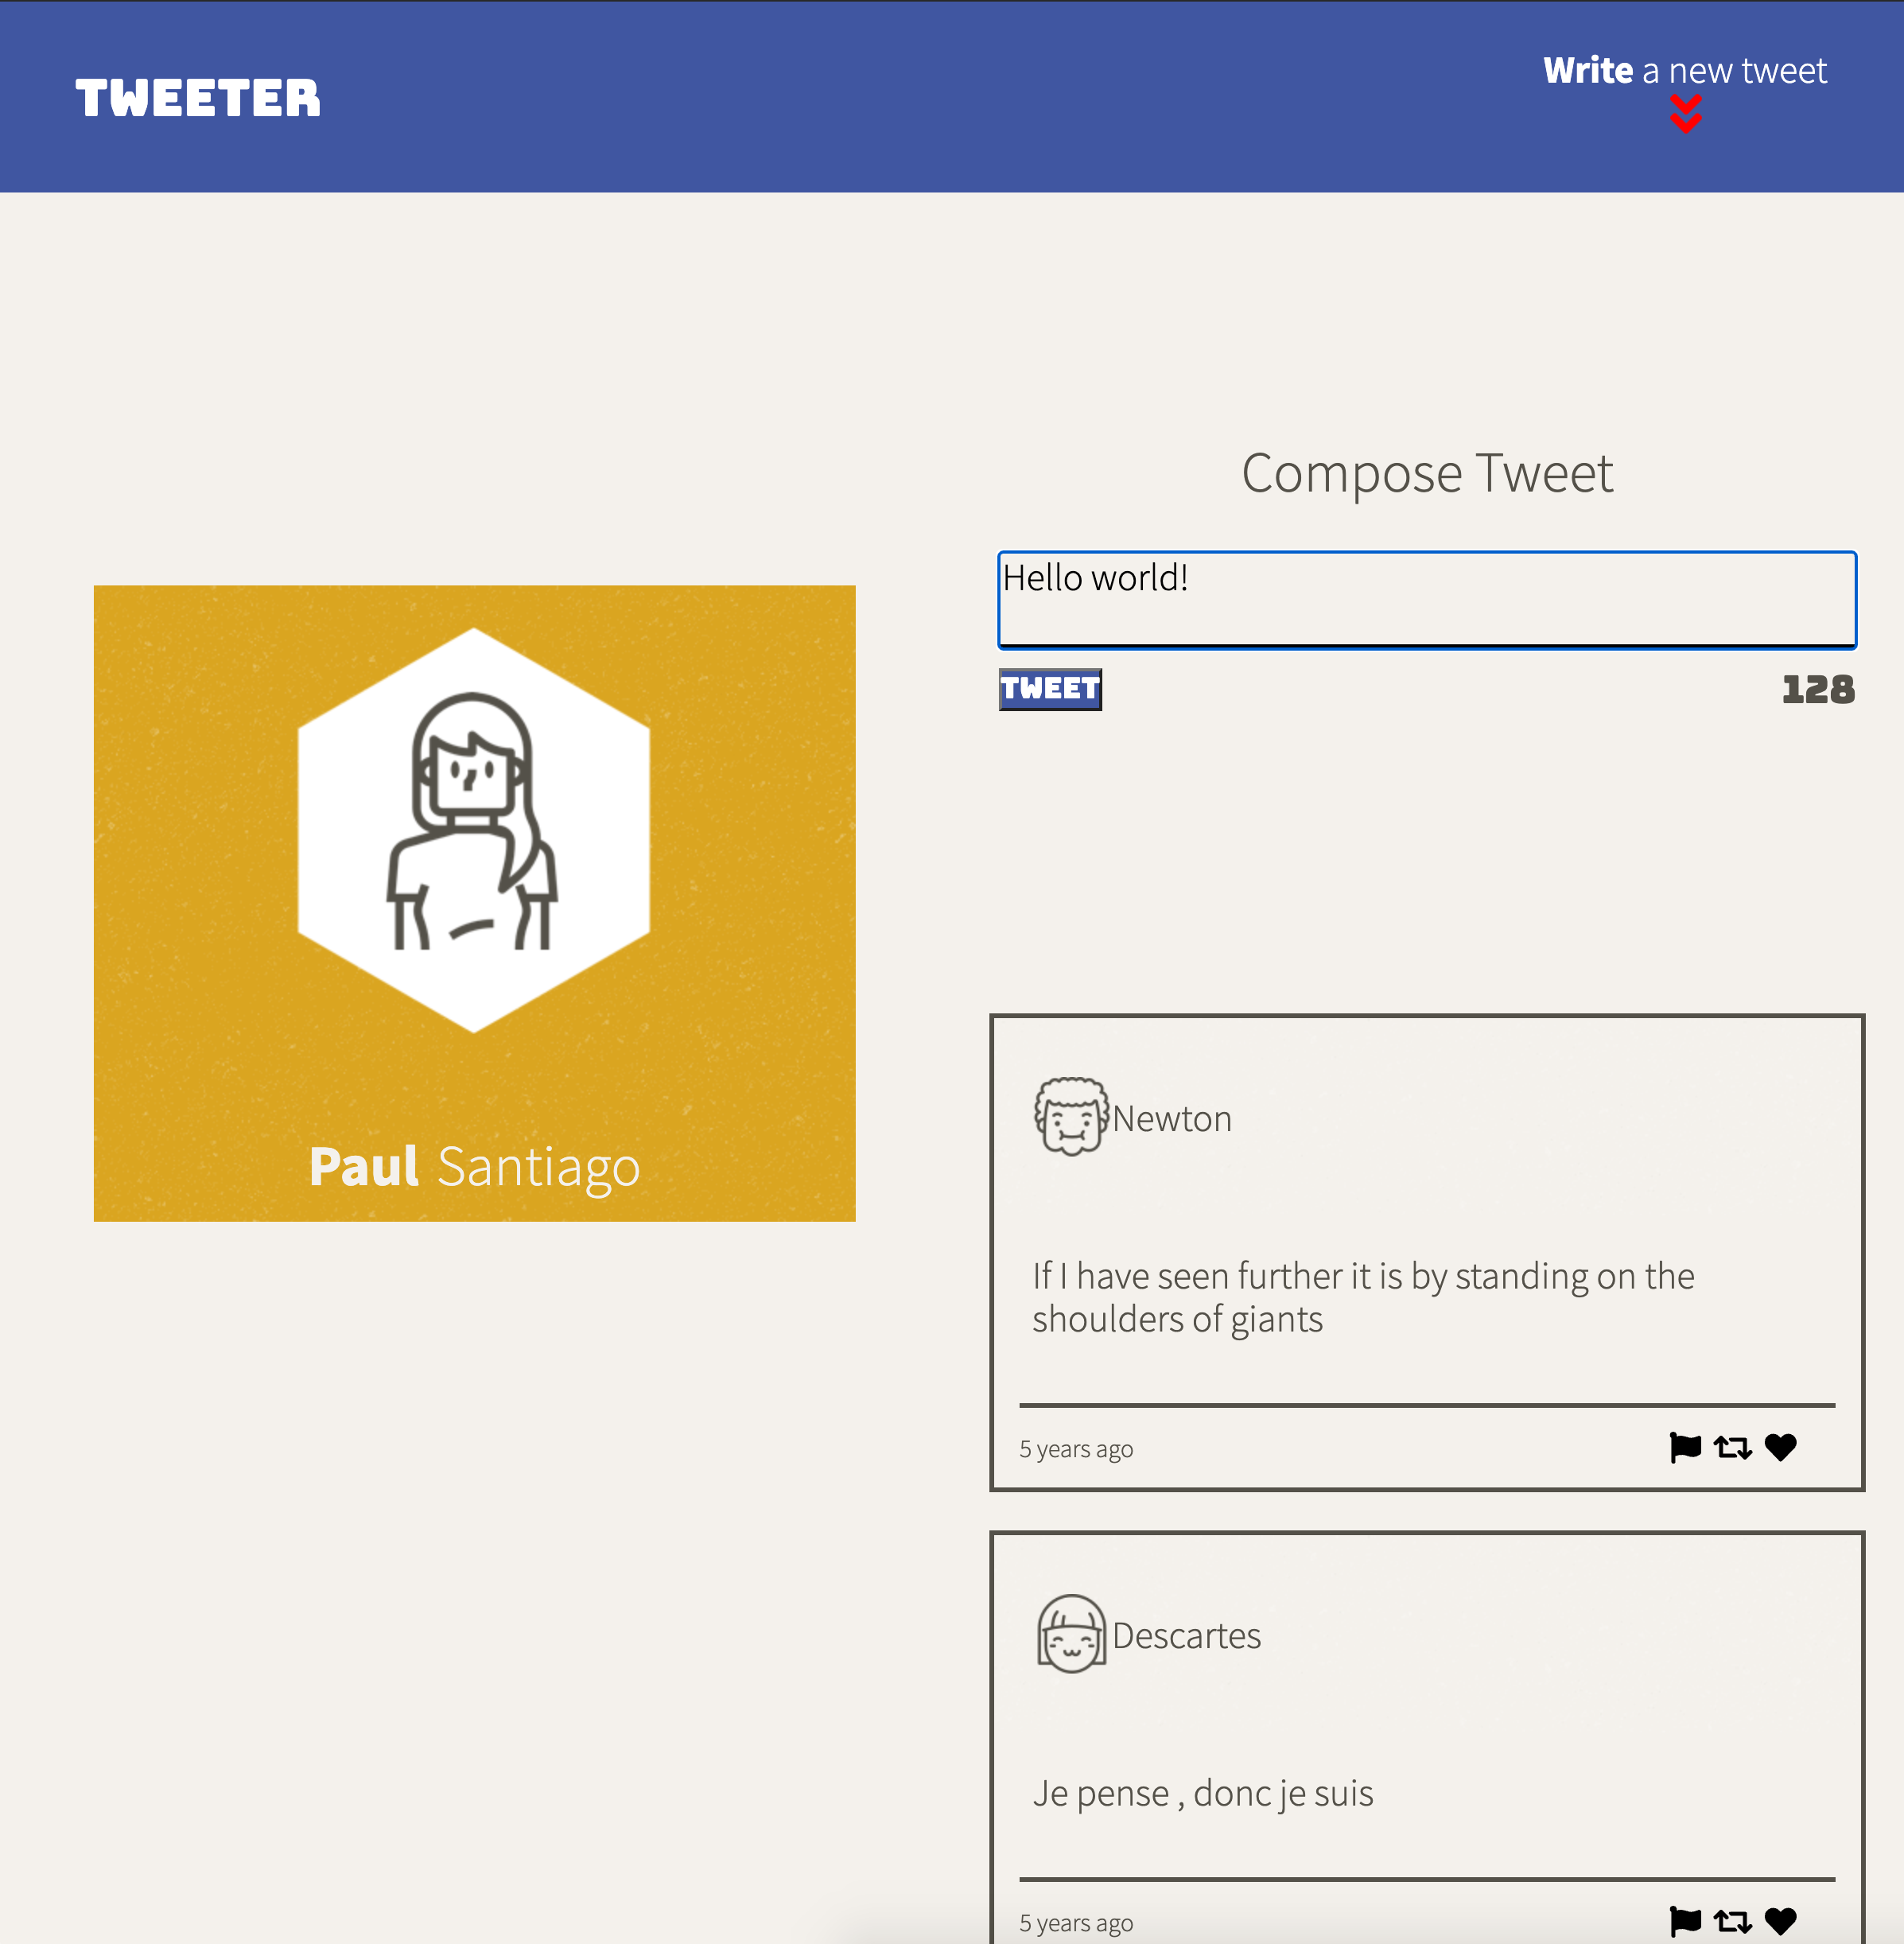 TWEETER
Write a new tweet
Compose Tweet
Hello world!
TWEET
128
Paul Santiago
Newton
If I have seen further it is by standing on the
shoulders of giants
5 years ago
Descartes
Je pense , donc je suis
5 years ago